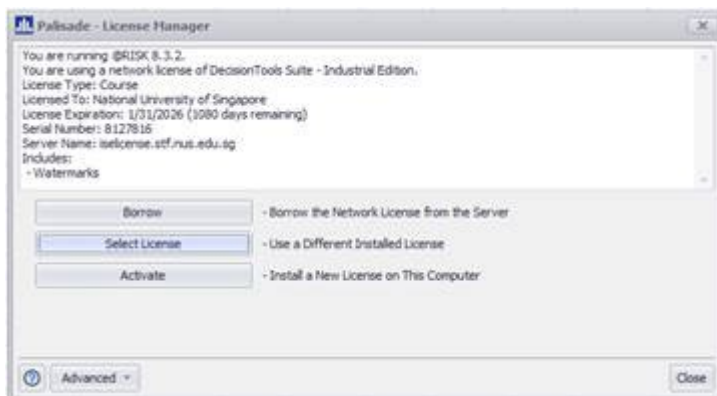 Palisade - License Manager
You are running @RISK 8.3.2.
You are using a network license of DecisionTools Suite - Industrial Edition.
License Type: Course
Licensed To: National University of Singapore
License Expiration: 1/31/2026 (1080 days remaining)
Serial Number: 8127816
Server Name: iselicense.stf.nus.edu.sg
Includes:
- Watermarks
Borrow - Borrow the Network License from the Server
Select License - Use a Different Installed License
Activate - Install a New License on This Computer
Advanced Close